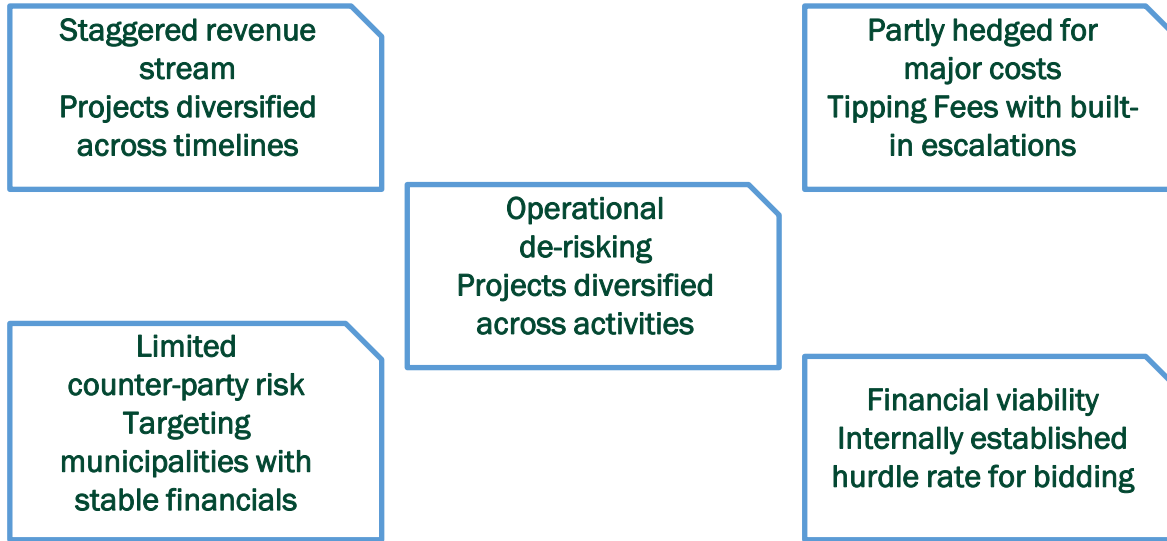 Staggered revenue
stream
Projects diversified
across timelines
Partly hedged for
major costs
Tipping Fees with built-
in escalations
Operational
de-risking
Projects diversified
across activities
Limited
counter-party risk
Targeting
municipalities with
stable financials
Financial viability
Internally established
hurdle rate for bidding